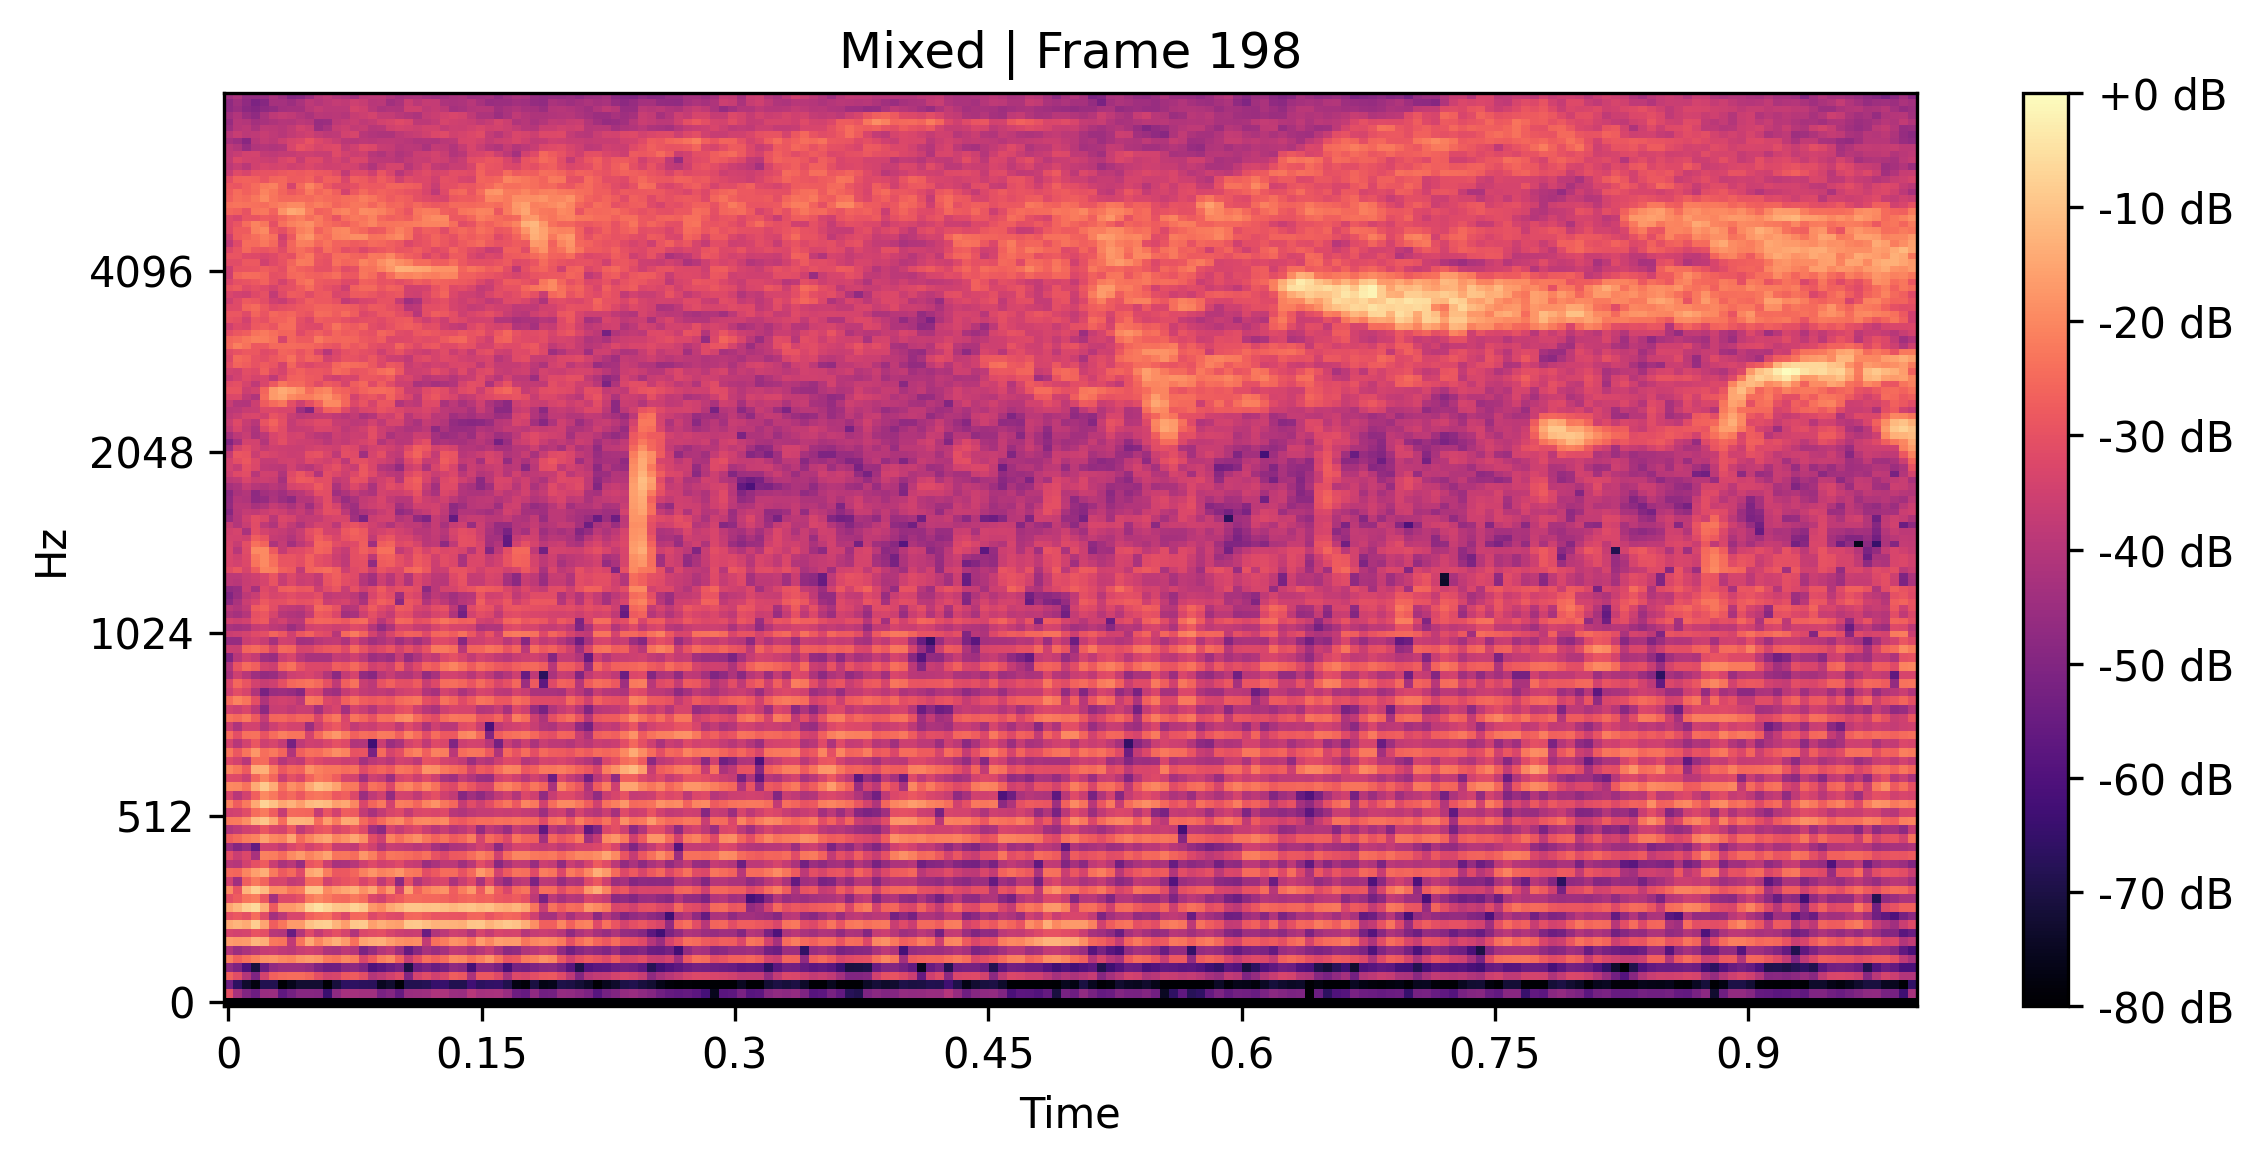 Mixed | Frame 198
+0 dB
-10 dB
-20 dB
-30 dB
-40 dB
-50 dB
-60 dB
-70 dB
-80 dB
Hz
4096
2048
1024
512
0
0 0.15 0.3 0.45 0.6 0.75 0.9
Time